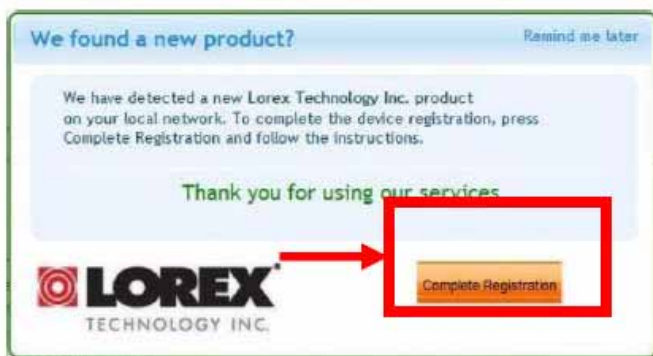 We found a new product?
Remind me later
We have detected a new Lorex Technology Inc. product
on your local network. To complete the device registration, press
Complete Registration and follow the instructions.
Thank you for using our services
LOREX
TECHNOLOGY INC.
Complete Registration